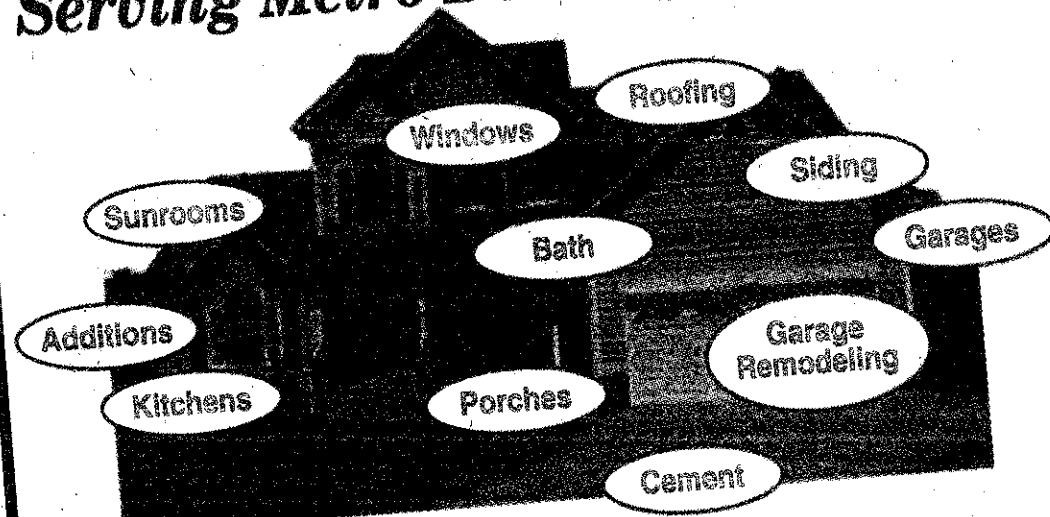 Serving Metro
Roofing
Windows
Siding
Sunrooms
Garages
Bath
Additions
Garage
Remodeling
Kitchens
Porches
Cement